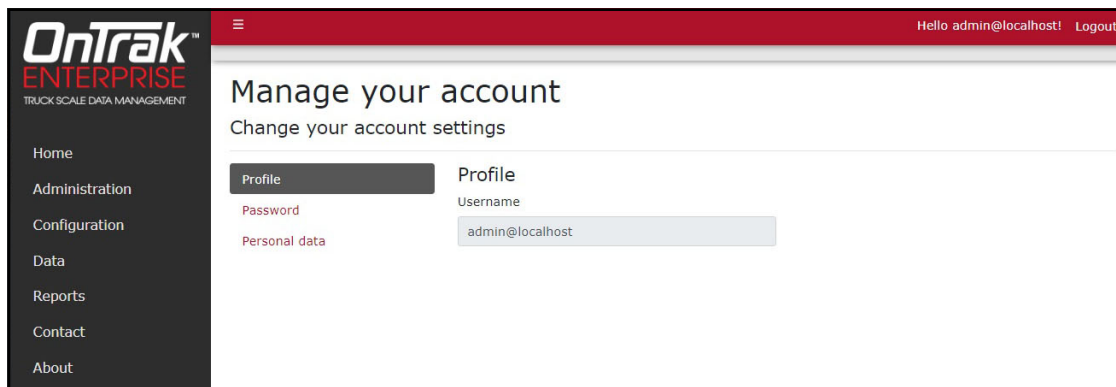 OnTrak™
ENTERPRISE
TRUCK SCALE DATA MANAGEMENT
Home
Administration
Configuration
Data
Reports
Contact
About
☰
Hello admin@localhost! Logout
Manage your account
Change your account settings
Profile
Password
Personal data
Profile
Username
admin@localhost